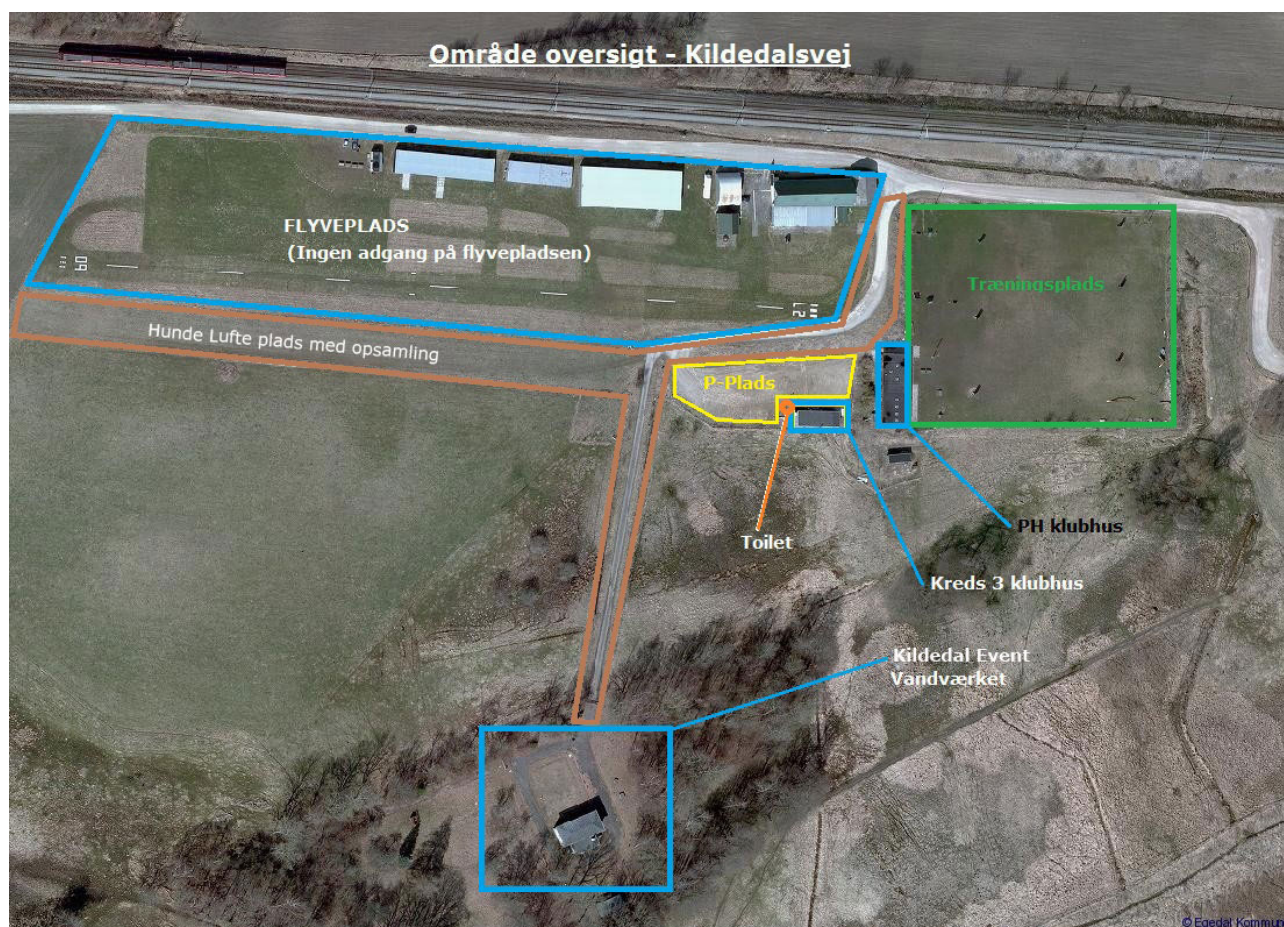 Område oversigt - Kildedalsvej
FLYVEPLADS
(Ingen adgang på flyvepladsen)
09
27
Træningsplads
Hunde Lufte plads med opsamling
P-Plads
Toilet
PH klubhus
Kreds 3 klubhus
Kildedal Event
Vandværket
© Egedal Kommun